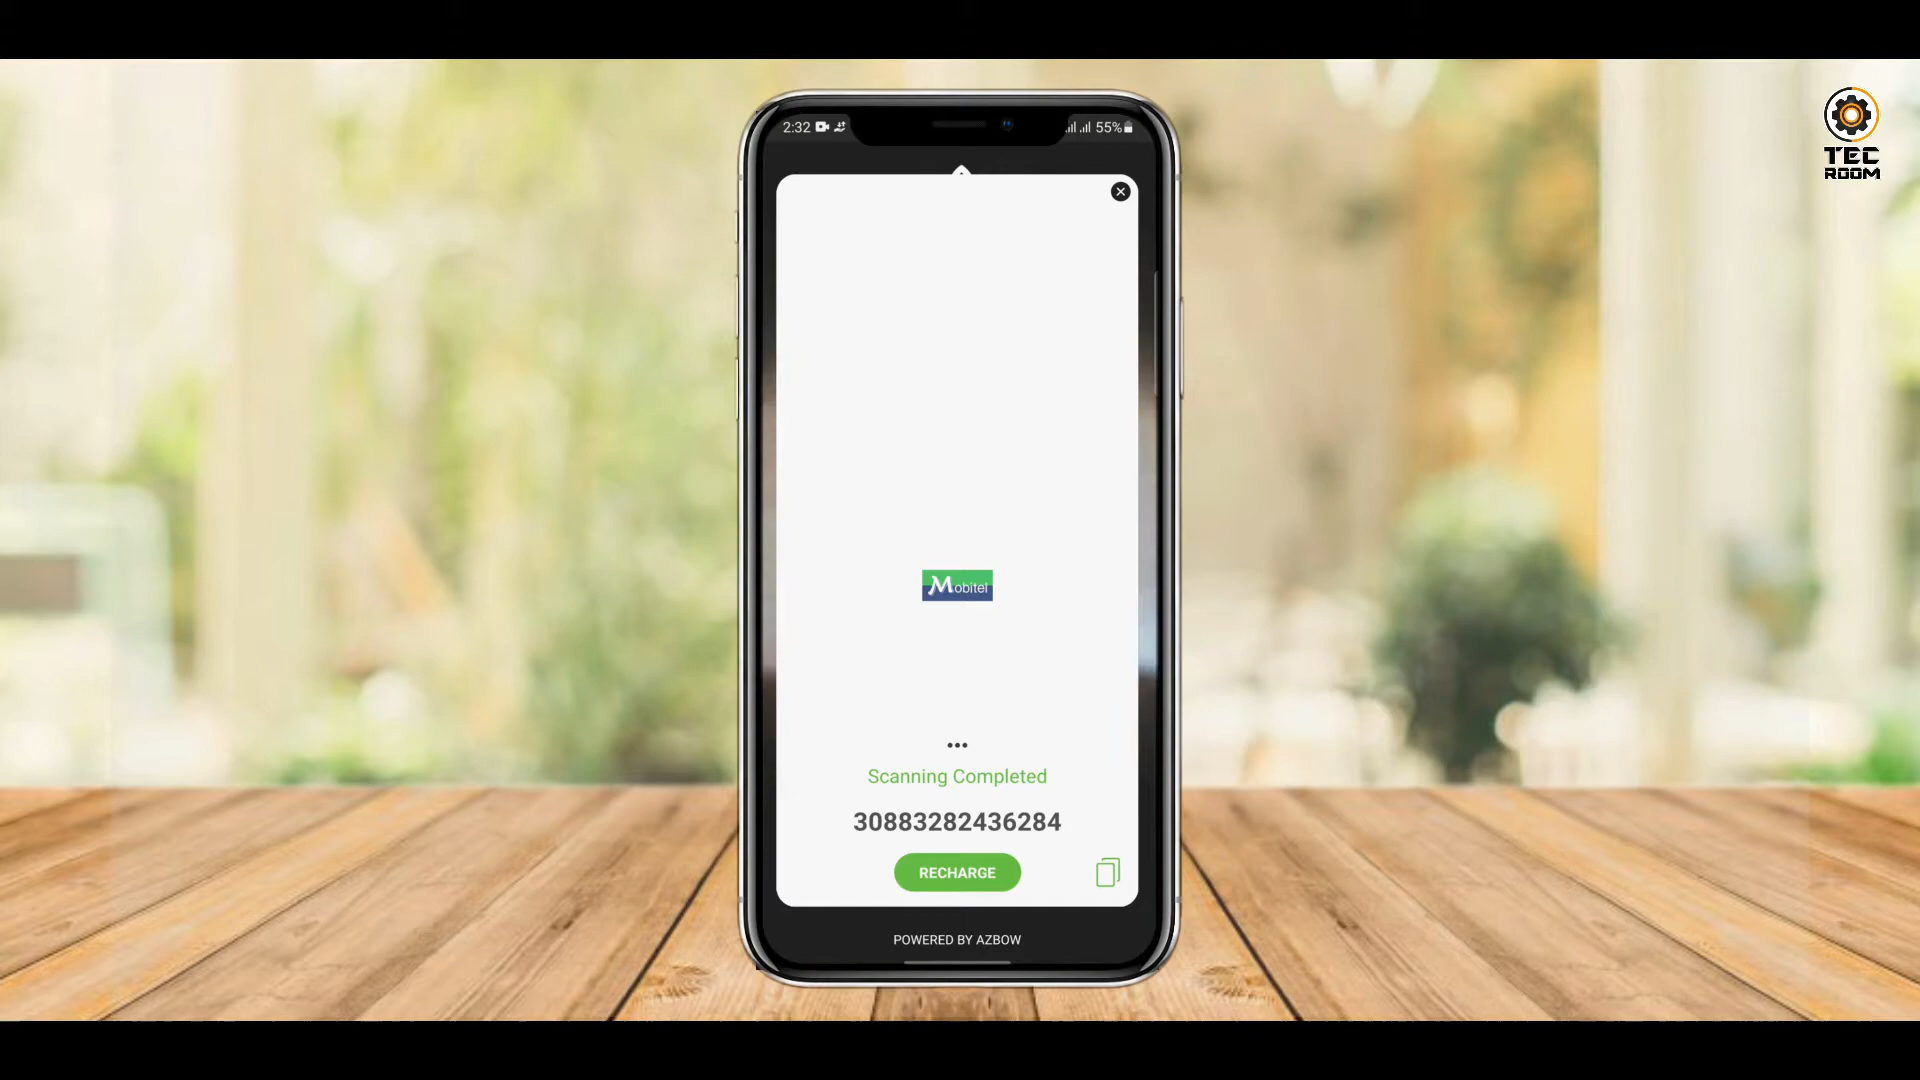 2:32
55%
TEC
ROOM
Mobitel
Scanning Completed
30883282436284
RECHARGE
POWERED BY AZBOW